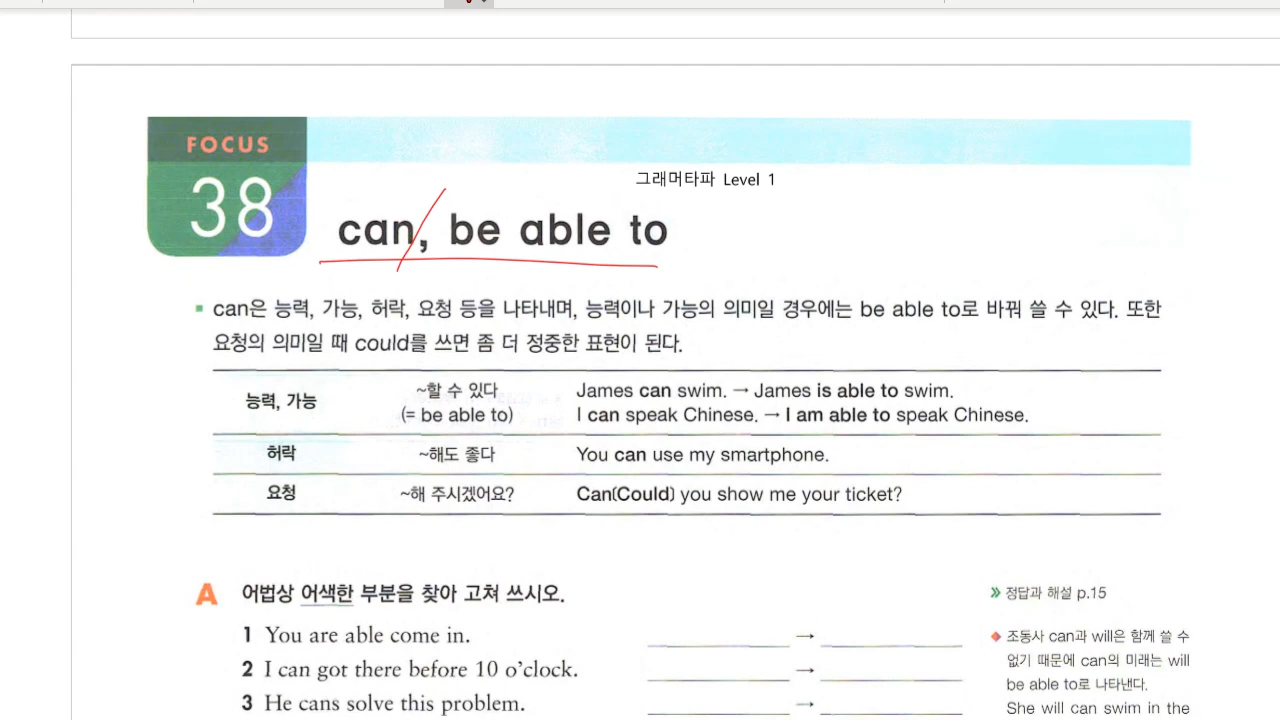 FOCUS
38
그래머타파 Level 1
can, be able to
can은 능력, 가능, 허락, 요청 등을 나타내며, 능력이나 가능의 의미일 경우에는 be able to로 바꿔 쓸 수 있다. 또한
요청의 의미일 때 could를 쓰면 좀 더 정중한 표현이 된다.
능력, 가능 ~할 수 있다 (= be able to) James can swim. → James is able to swim.
I can speak Chinese. → I am able to speak Chinese.
허락 ~해도 좋다 You can use my smartphone.
요청 ~해 주시겠어요? Can(Could) you show me your ticket?
A 어법상 어색한 부분을 찾아 고쳐 쓰시오.
» 정답과 해설 p.15
1 You are able come in. →
2 I can got there before 10 o'clock. →
3 He cans solve this problem. →
조동사 can과 will은 함께 쓸 수
없기 때문에 can의 미래는 will
be able to로 나타낸다.
She will can swim in the